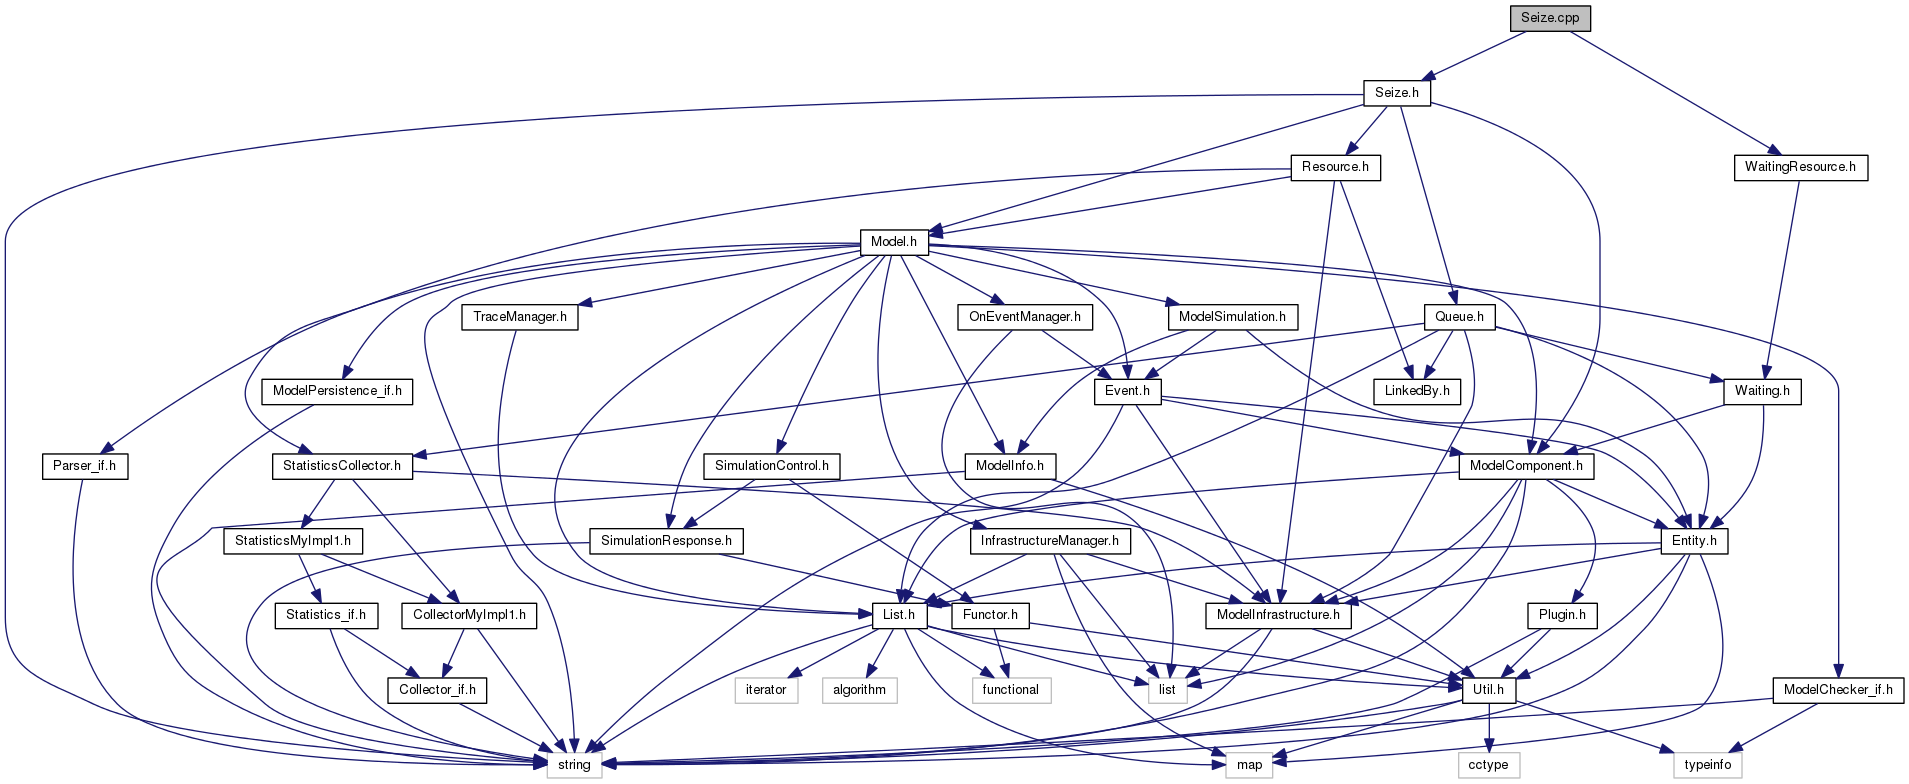 Seize.cpp
Seize.h
Resource.h
WaitingResource.h
Model.h
TraceManager.h
OnEventManager.h
ModelSimulation.h
Queue.h
ModelPersistence_if.h
Event.h
LinkedBy.h
Waiting.h
Parser_if.h
StatisticsCollector.h
SimulationControl.h
ModelInfo.h
ModelComponent.h
StatisticsMyImpl1.h
SimulationResponse.h
InfrastructureManager.h
Entity.h
Statistics_if.h
CollectorMyImpl1.h
List.h
Functor.h
ModelInfrastructure.h
Plugin.h
Collector_if.h
iterator
algorithm
functional
list
Util.h
ModelChecker_if.h
string
map
cctype
typeinfo